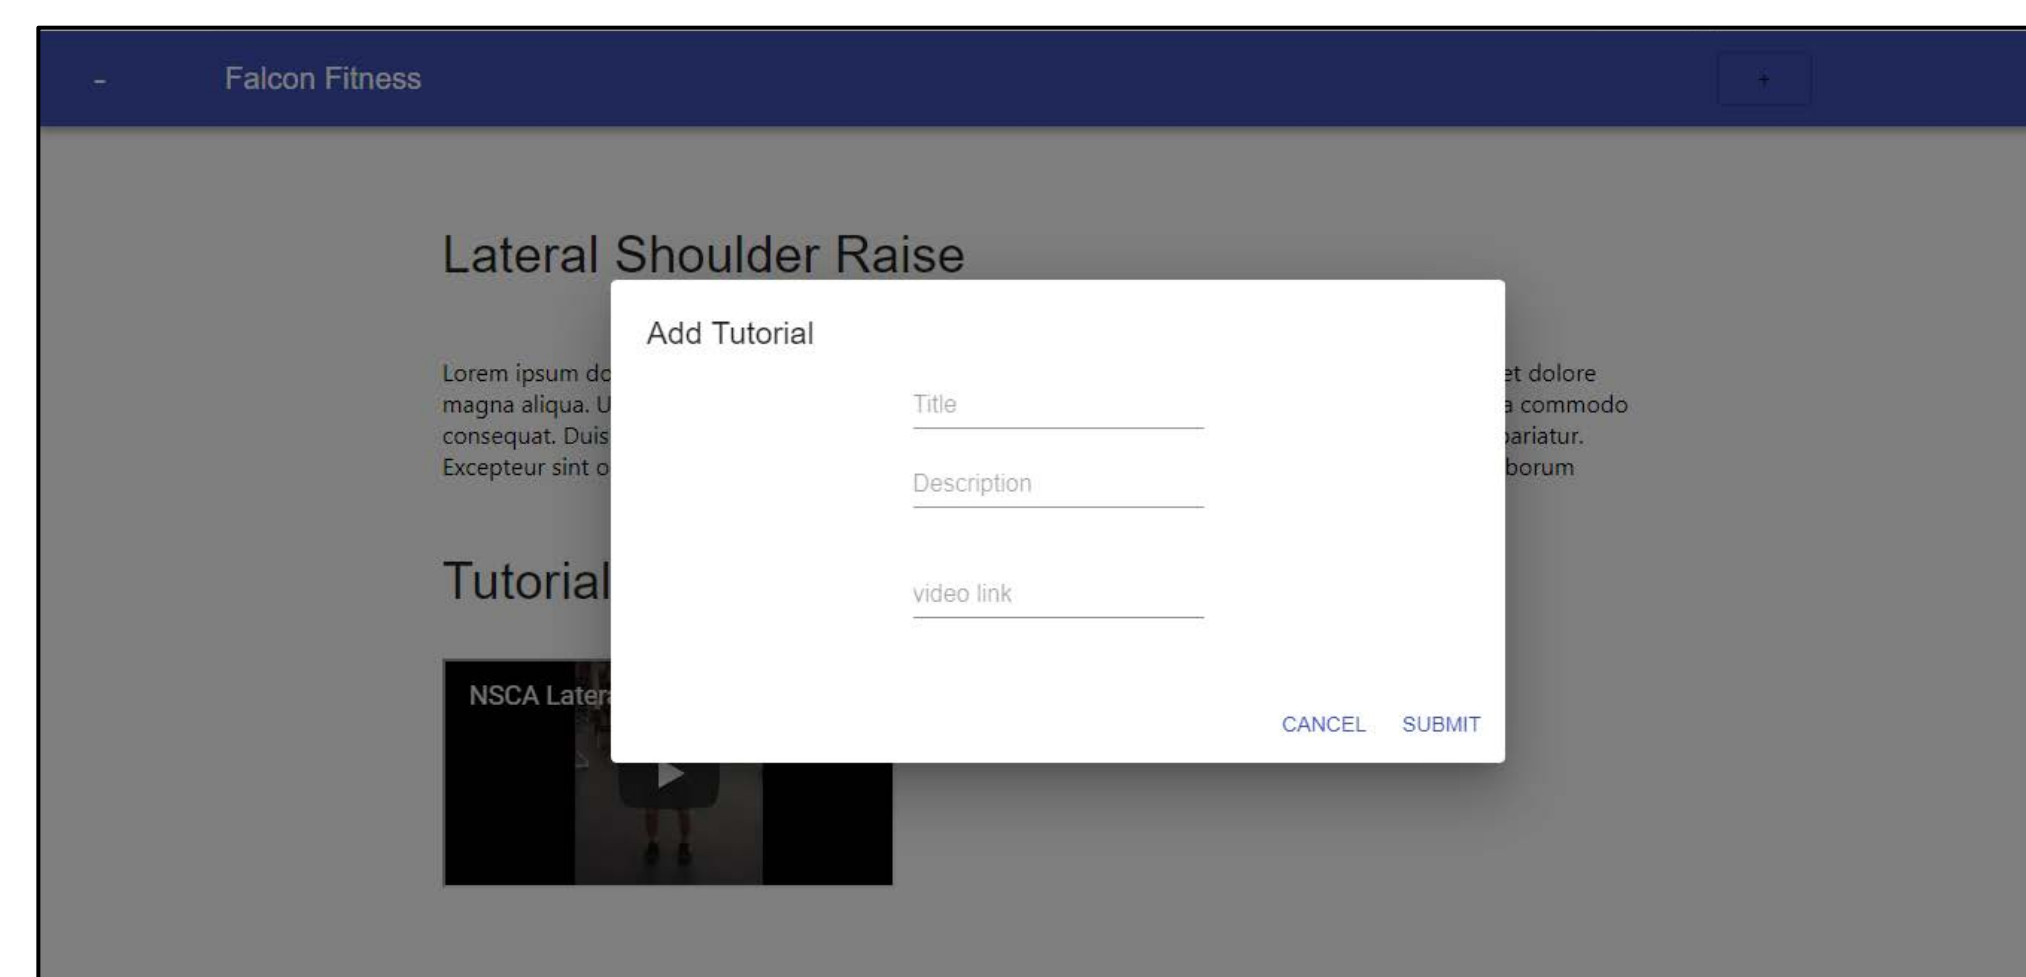 - Falcon Fitness +
Lateral Shoulder Raise
Add Tutorial
Lorem ipsum do et dolore
magna aliqua. U commodo
Title
consequat. Duis pariatur.
Excepteur sint o borum
Description
Tutorial
video link
NSCA Later
CANCEL SUBMIT